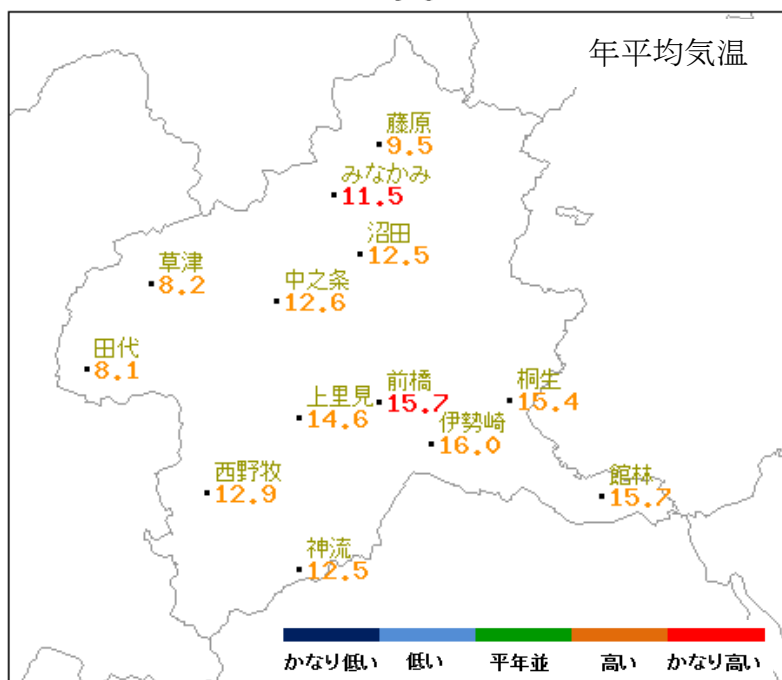 年平均気温
藤原
9.5
みなかみ
11.5
沼田
12.5
草津
8.2
中之条
12.6
田代
8.1
上里見
14.6
前橋
15.7
桐生
15.4
伊勢崎
16.0
西野牧
12.9
館林
15.7
神流
12.5
かなり低い 低い 平年並 高い かなり高い